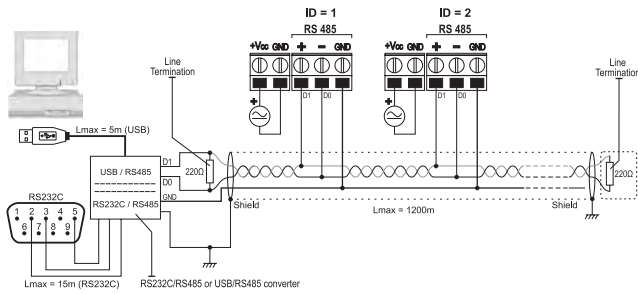 ID = 1
RS 485
+Vcc GND + − GND
D1 D0
ID = 2
RS 485
+Vcc GND + − GND
D1 D0
Line
Termination
Line
Termination
Lmax = 5m (USB)
D1
D0
GND
220Ω
220Ω
USB / RS485
RS232C / RS485
RS232C
1 2 3 4 5
6 7 8 9
Shield
Shield
Lmax = 1200m
Lmax = 15m (RS232C)
RS232C/RS485 or USB/RS485 converter